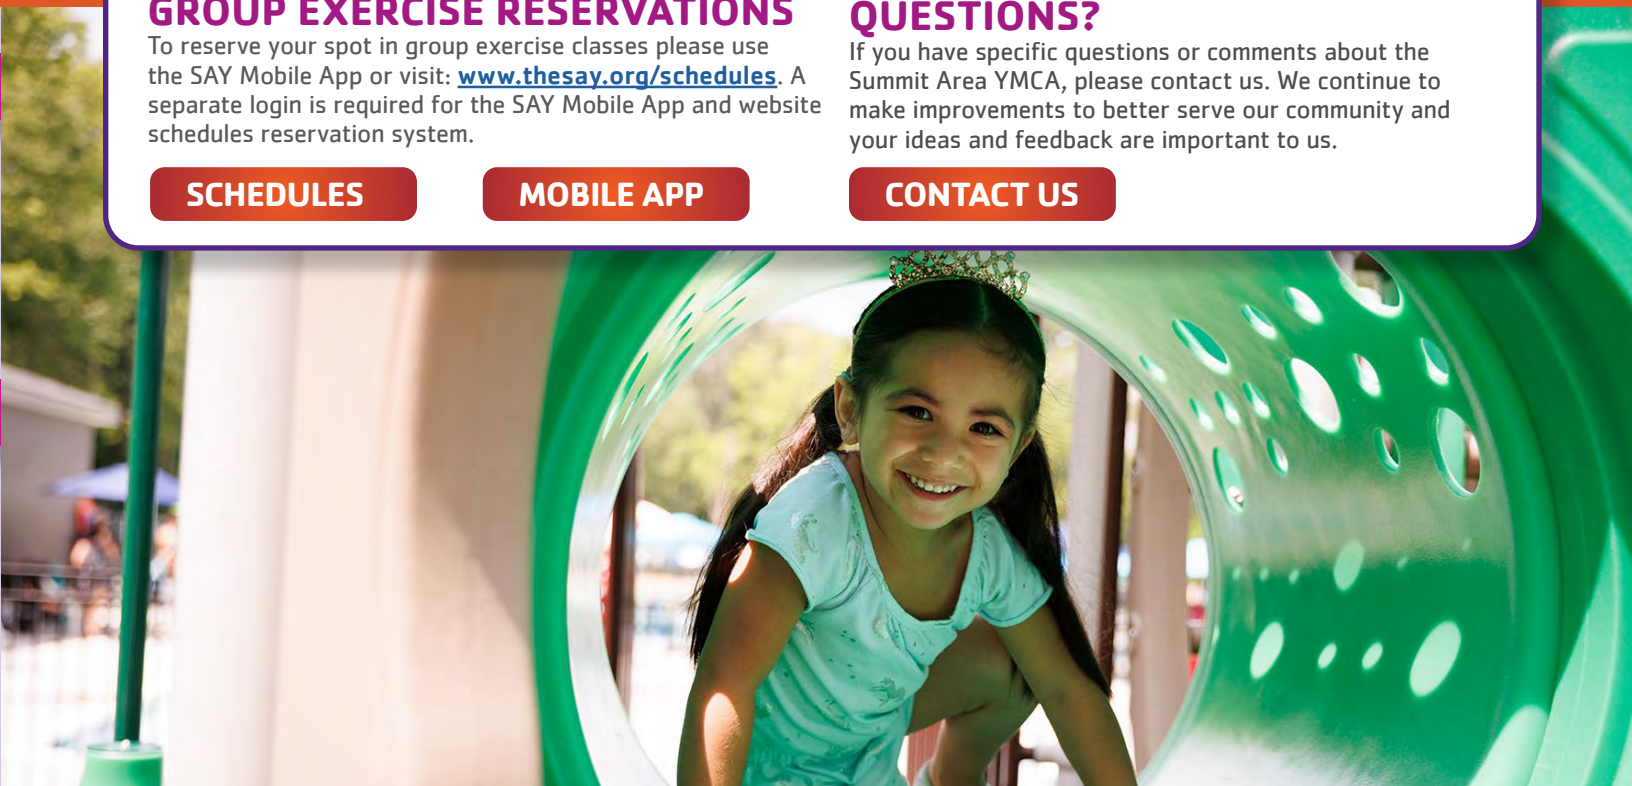 GROUP EXERCISE RESERVATIONS
To reserve your spot in group exercise classes please use
the SAY Mobile App or visit: www.thesay.org/schedules. A
separate login is required for the SAY Mobile App and website
schedules reservation system.
SCHEDULES
MOBILE APP
QUESTIONS?
If you have specific questions or comments about the
Summit Area YMCA, please contact us. We continue to
make improvements to better serve our community and
your ideas and feedback are important to us.
CONTACT US